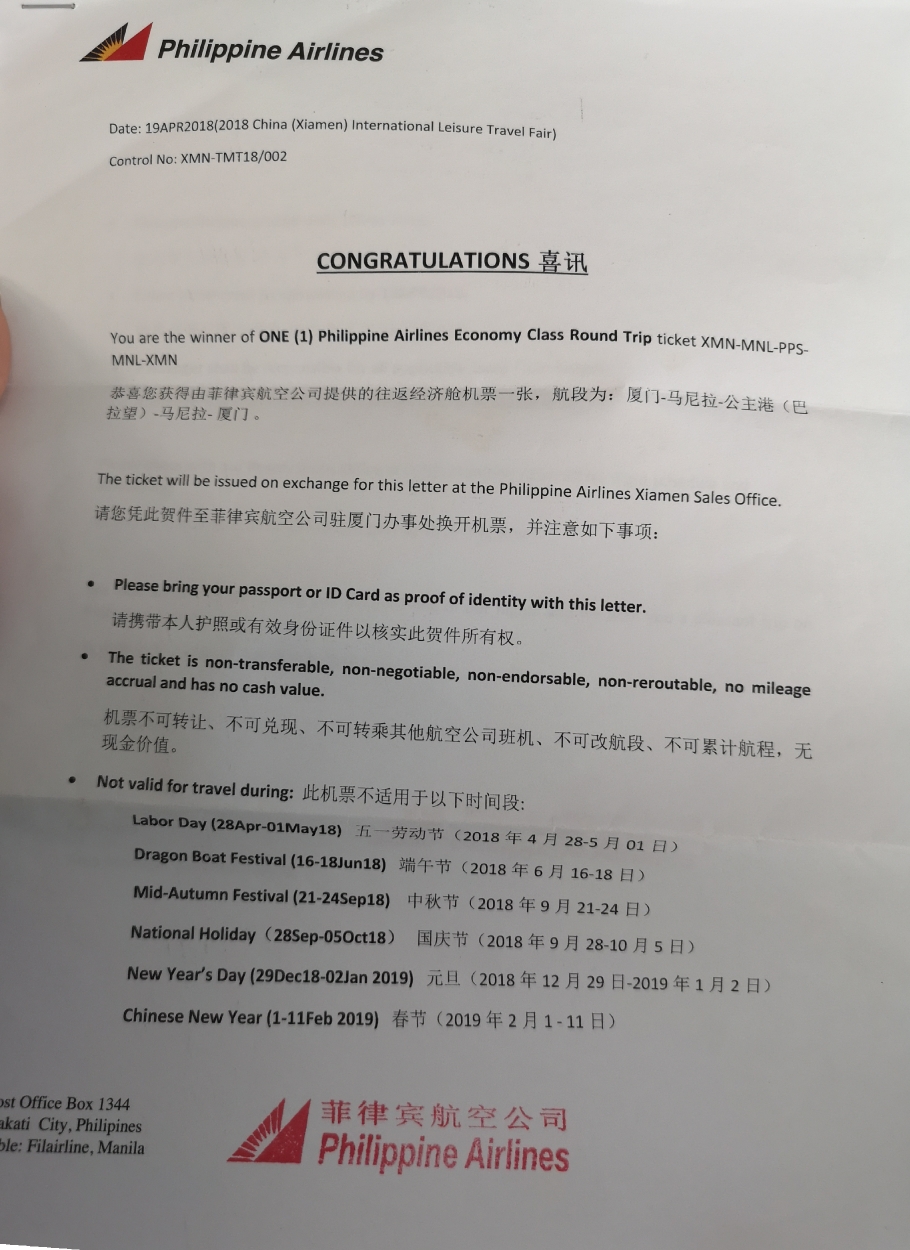 Philippine Airlines
Date: 19APR2018(2018 China (Xiamen) International Leisure Travel Fair)
Control No: XMN-TMT18/002
CONGRATULATIONS 喜讯
You are the winner of ONE (1) Philippine Airlines Economy Class Round Trip ticket XMN-MNL-PPS-
MNL-XMN
恭喜您获得由菲律宾航空公司提供的往返经济舱机票一张，航段为：厦门-马尼拉-公主港（巴
拉望）-马尼拉- 厦门 。
The ticket will be issued on exchange for this letter at the Philippine Airlines Xiamen Sales Office.
请您凭此贺件至菲律宾航空公司驻厦门办事处换开机票，并注意如下事项：
• Please bring your passport or ID Card as proof of identity with this letter.
请携带本人护照或有效身份证件以核实此贺件所有权。
• The ticket is non-transferable, non-negotiable, non-endorsable, non-reroutable, no mileage
accrual and has no cash value.
机票不可转让、不可兑现、不可转乘其他航空公司班机、不可改航段、不可累计航程，无
现金价值。
• Not valid for travel during: 此机票不适用于以下时间段:
Labor Day (28Apr-01May18) 五一劳动节（2018 年 4 月 28-5 月 01 日）
Dragon Boat Festival (16-18Jun18) 端午节（2018 年 6 月 16-18 日）
Mid-Autumn Festival (21-24Sep18) 中秋节（2018 年 9 月 21-24 日）
National Holiday（28Sep-05Oct18） 国庆节（2018 年 9 月 28-10 月 5 日）
New Year's Day (29Dec18-02Jan 2019) 元旦（2018 年 12 月 29 日-2019 年 1 月 2 日）
Chinese New Year (1-11Feb 2019) 春节（2019 年 2 月 1 - 11 日）
ost Office Box 1344
akati City, Philipines
ble: Filairline, Manila
菲律宾航空公司
Philippine Airlines